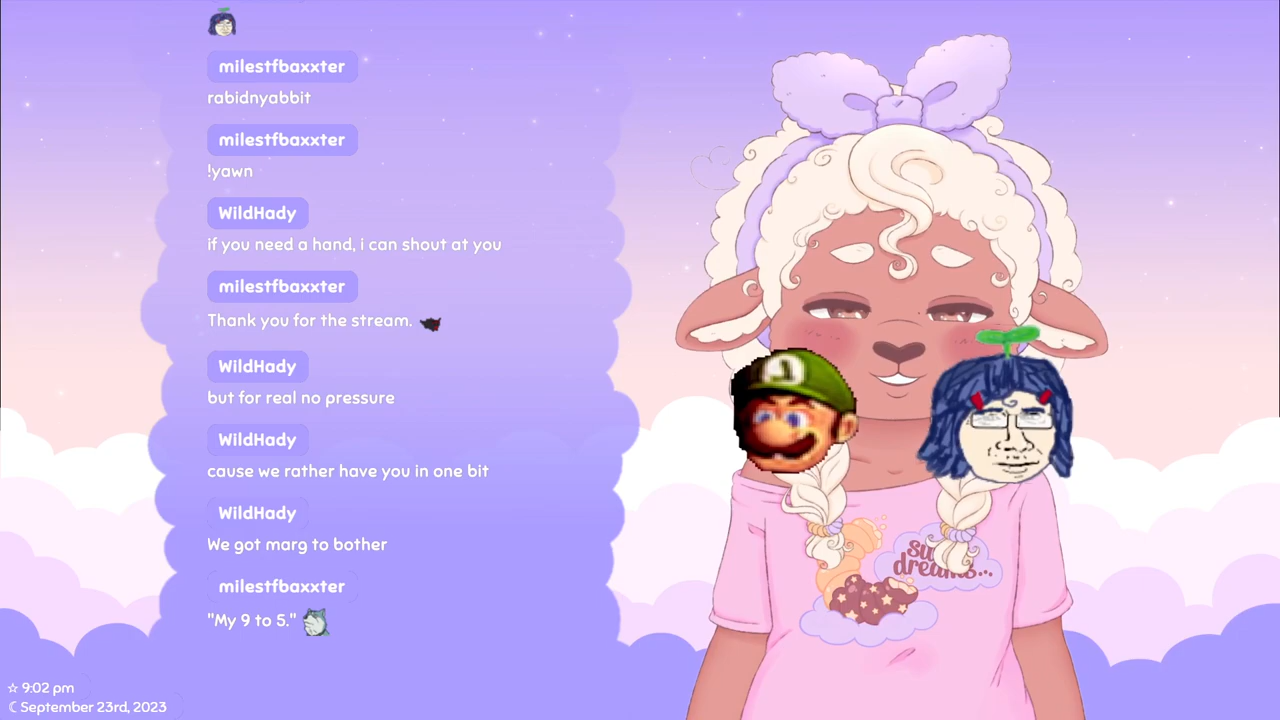 milestfbaxxter
rabidnyabbit
milestfbaxxter
!yawn
WildHady
if you need a hand, i can shout at you
milestfbaxxter
Thank you for the stream.
WildHady
but for real no pressure
WildHady
cause we rather have you in one bit
WildHady
We got marg to bother
milestfbaxxter
"My 9 to 5."
☆ 9:02 pm
☾ September 23rd, 2023
L